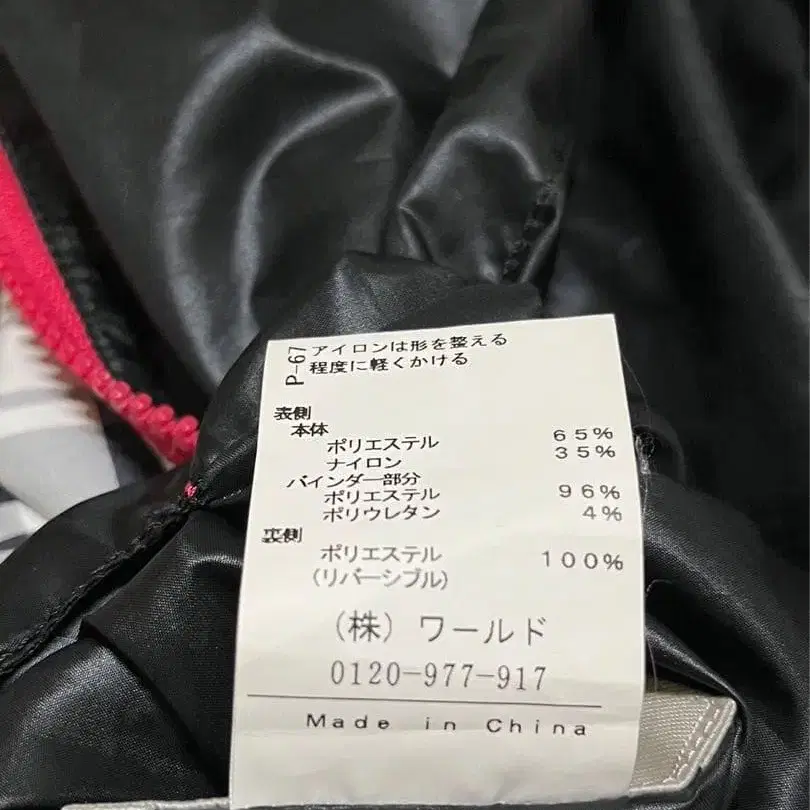 P-67
アイロンは形を整える
程度に軽くかける
表側
本体
ポリエステル 65%
ナイロン 35%
バインダー部分
ポリエステル 96%
ポリウレタン 4%
裏側
ポリエステル 100%
(リバーシブル)
(株)ワールド
0120-977-917
Made in China